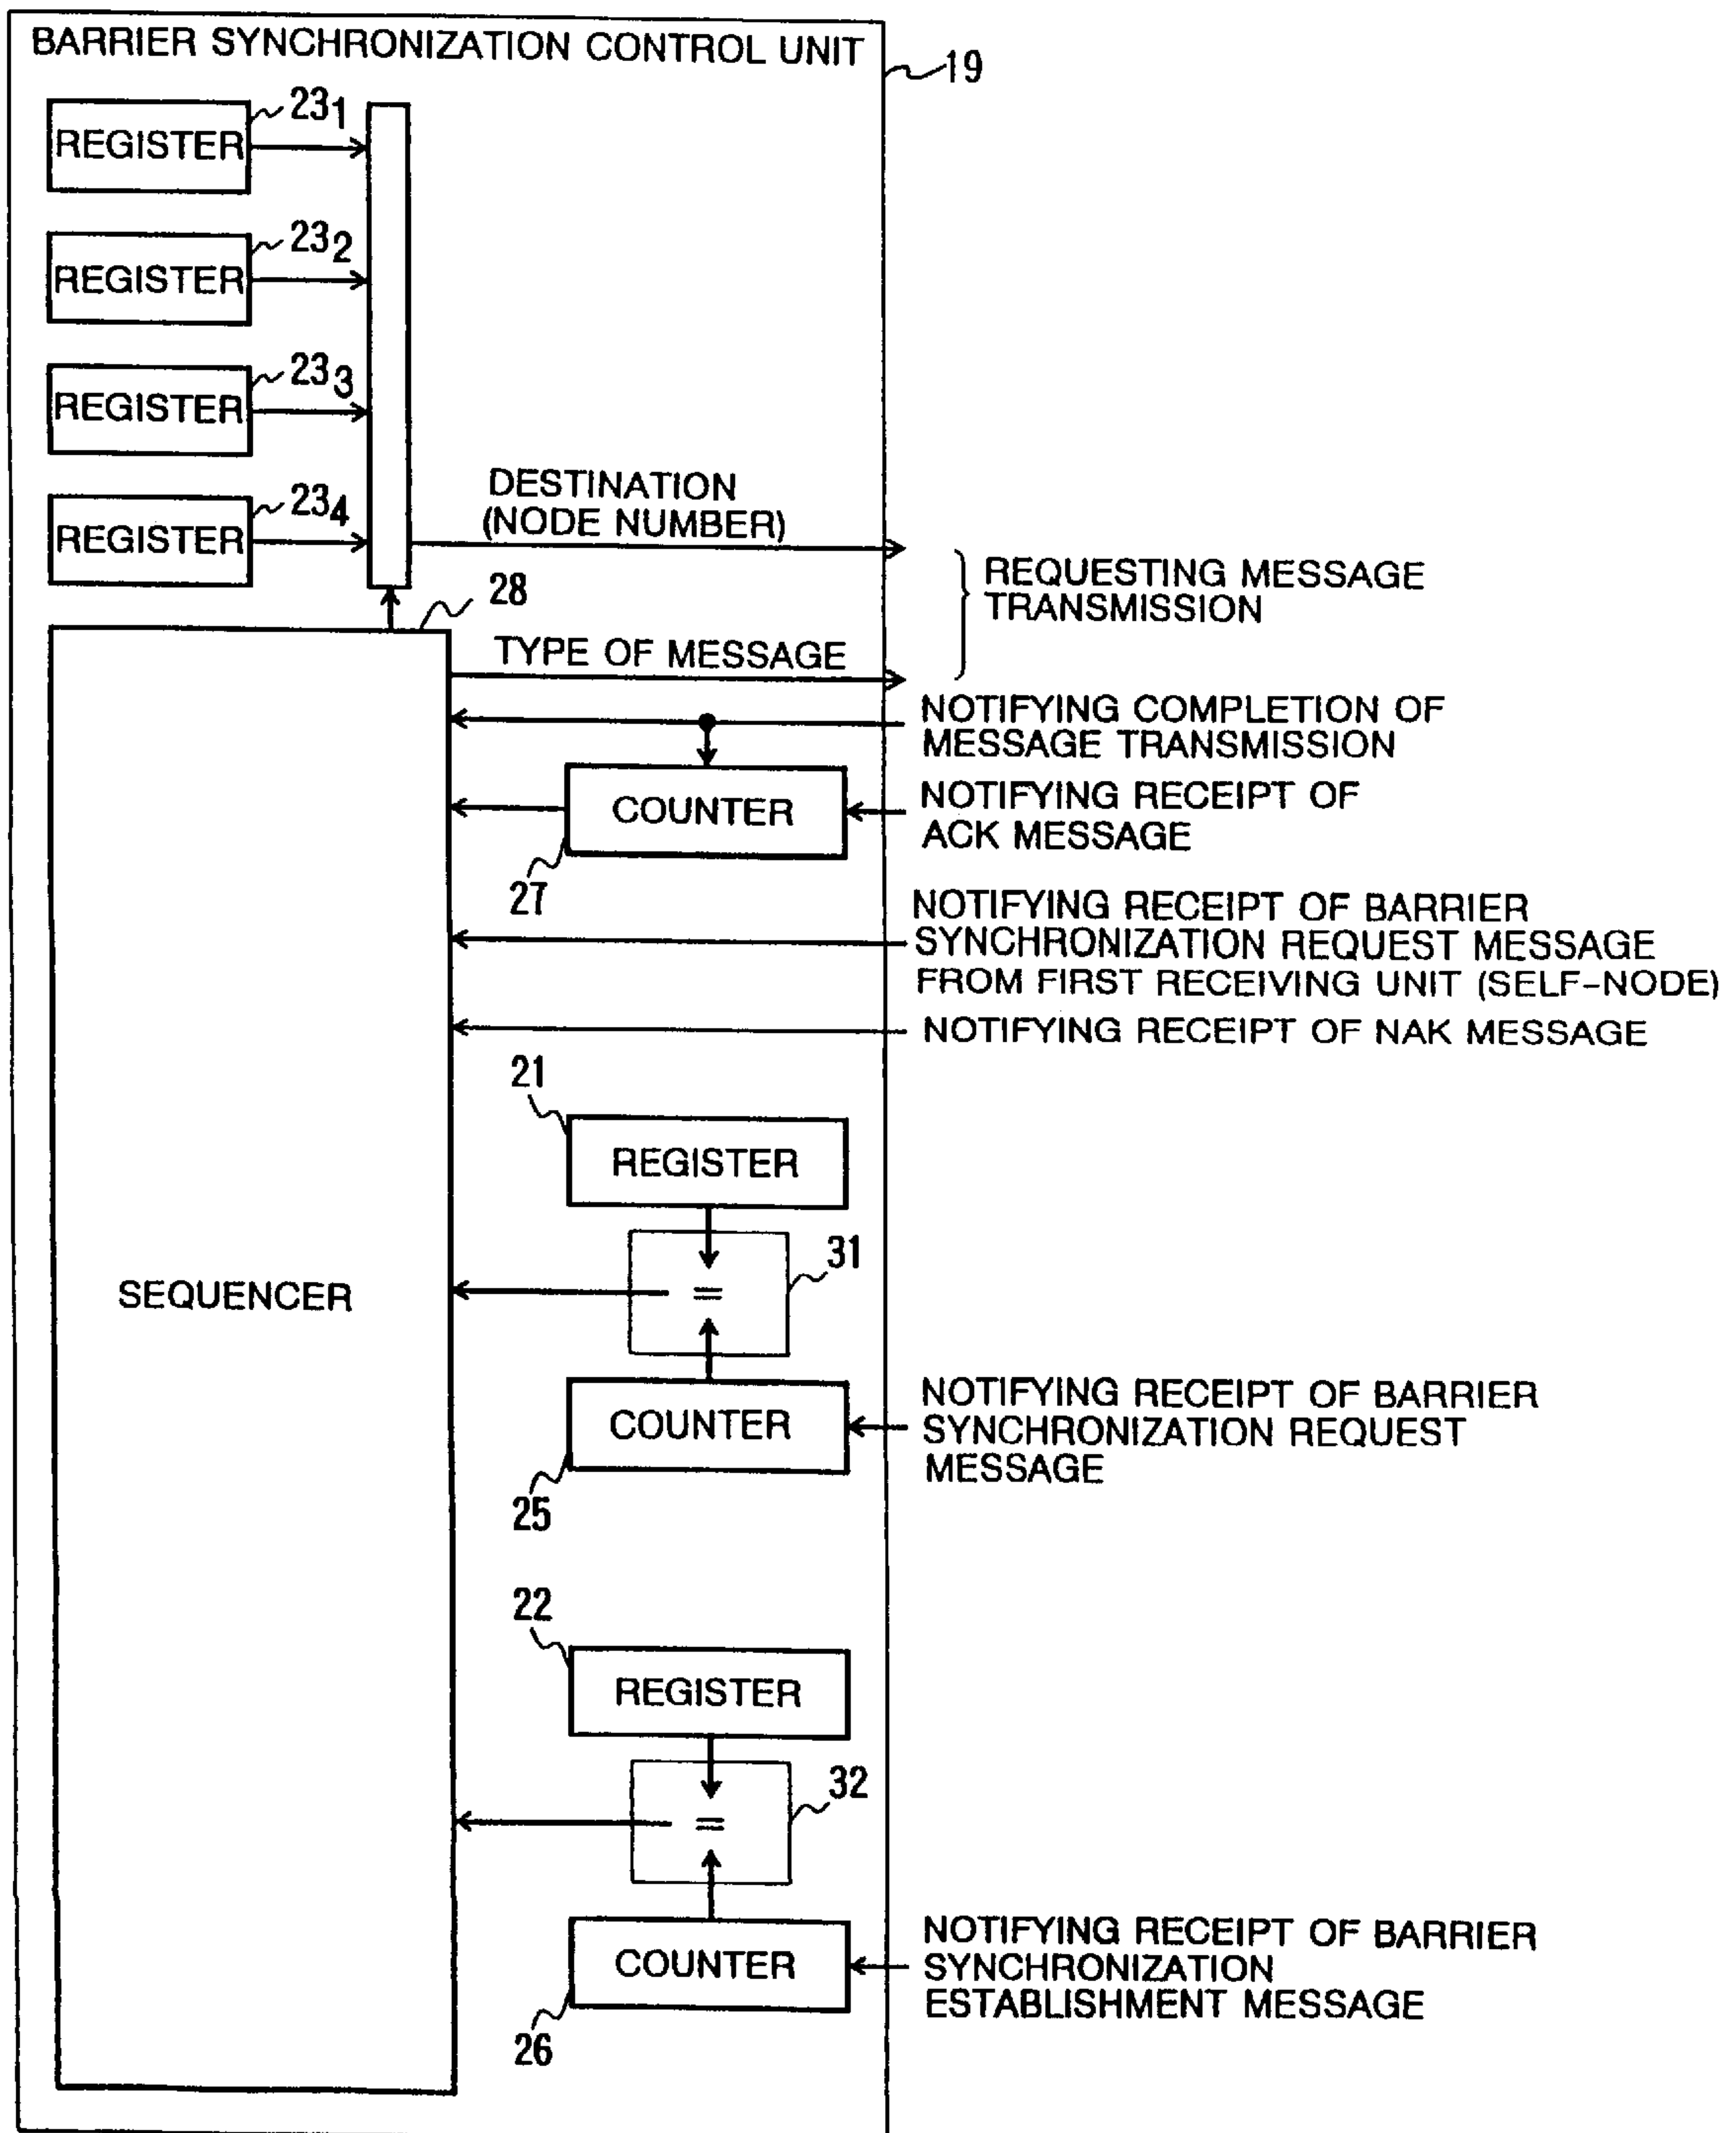 BARRIER SYNCHRONIZATION CONTROL UNIT
19
REGISTER
23₁
REGISTER
23₂
REGISTER
23₃
REGISTER
23₄
DESTINATION
(NODE NUMBER)
REQUESTING MESSAGE
TRANSMISSION
28
TYPE OF MESSAGE
NOTIFYING COMPLETION OF
MESSAGE TRANSMISSION
COUNTER
27
NOTIFYING RECEIPT OF
ACK MESSAGE
NOTIFYING RECEIPT OF BARRIER
SYNCHRONIZATION REQUEST MESSAGE
FROM FIRST RECEIVING UNIT (SELF-NODE)
NOTIFYING RECEIPT OF NAK MESSAGE
21
REGISTER
31
=
SEQUENCER
COUNTER
25
NOTIFYING RECEIPT OF BARRIER
SYNCHRONIZATION REQUEST
MESSAGE
22
REGISTER
32
=
COUNTER
26
NOTIFYING RECEIPT OF BARRIER
SYNCHRONIZATION
ESTABLISHMENT MESSAGE